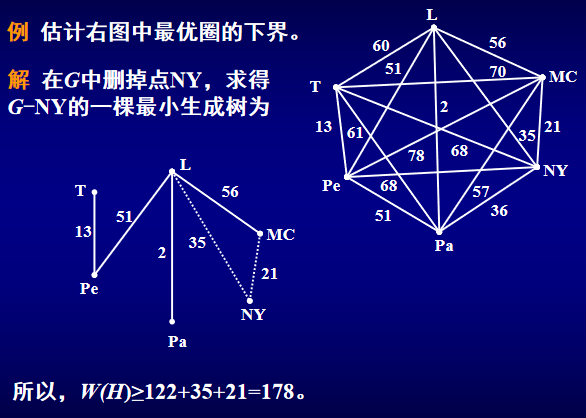 例 估计右图中最优圈的下界。
解 在G中删掉点NY，求得
G−NY的一棵最小生成树为
L
60
56
51
70
MC
T
2
13
61
35
21
78
68
NY
Pe
68
57
51
36
Pa
L
T
56
51
13
35
MC
2
21
Pe
NY
Pa
所以，W(H)≥122+35+21=178。